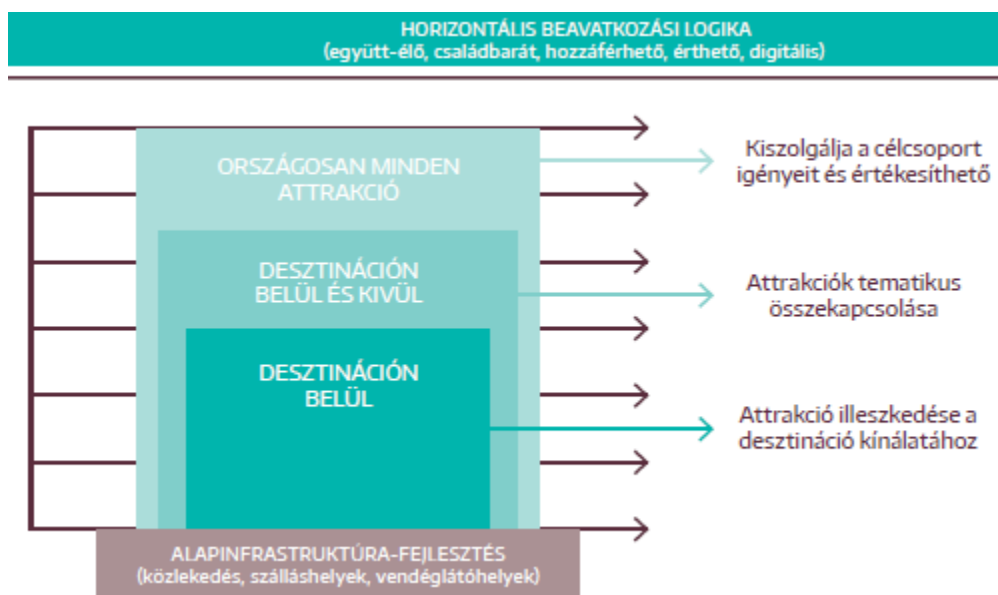 HORIZONTÁLIS BEAVATKOZÁSI LOGIKA
(együtt-élő, családbarát, hozzáférhető, érthető, digitális)
ORSZÁGOSAN MINDEN
ATTRAKCIÓ
Kiszolgálja a célcsoport
igényeit és értékesíthető
DESZTINÁCIÓN
BELÜL ÉS KIVÜL
Attrakciók tematikus
összekapcsolása
DESZTINÁCIÓN
BELÜL
Attrakció illeszkedése a
desztináció kínálatához
ALAPINFRASTRUKTÚRA-FEJLESZTÉS
(közlekedés, szálláshelyek, vendéglátóhelyek)